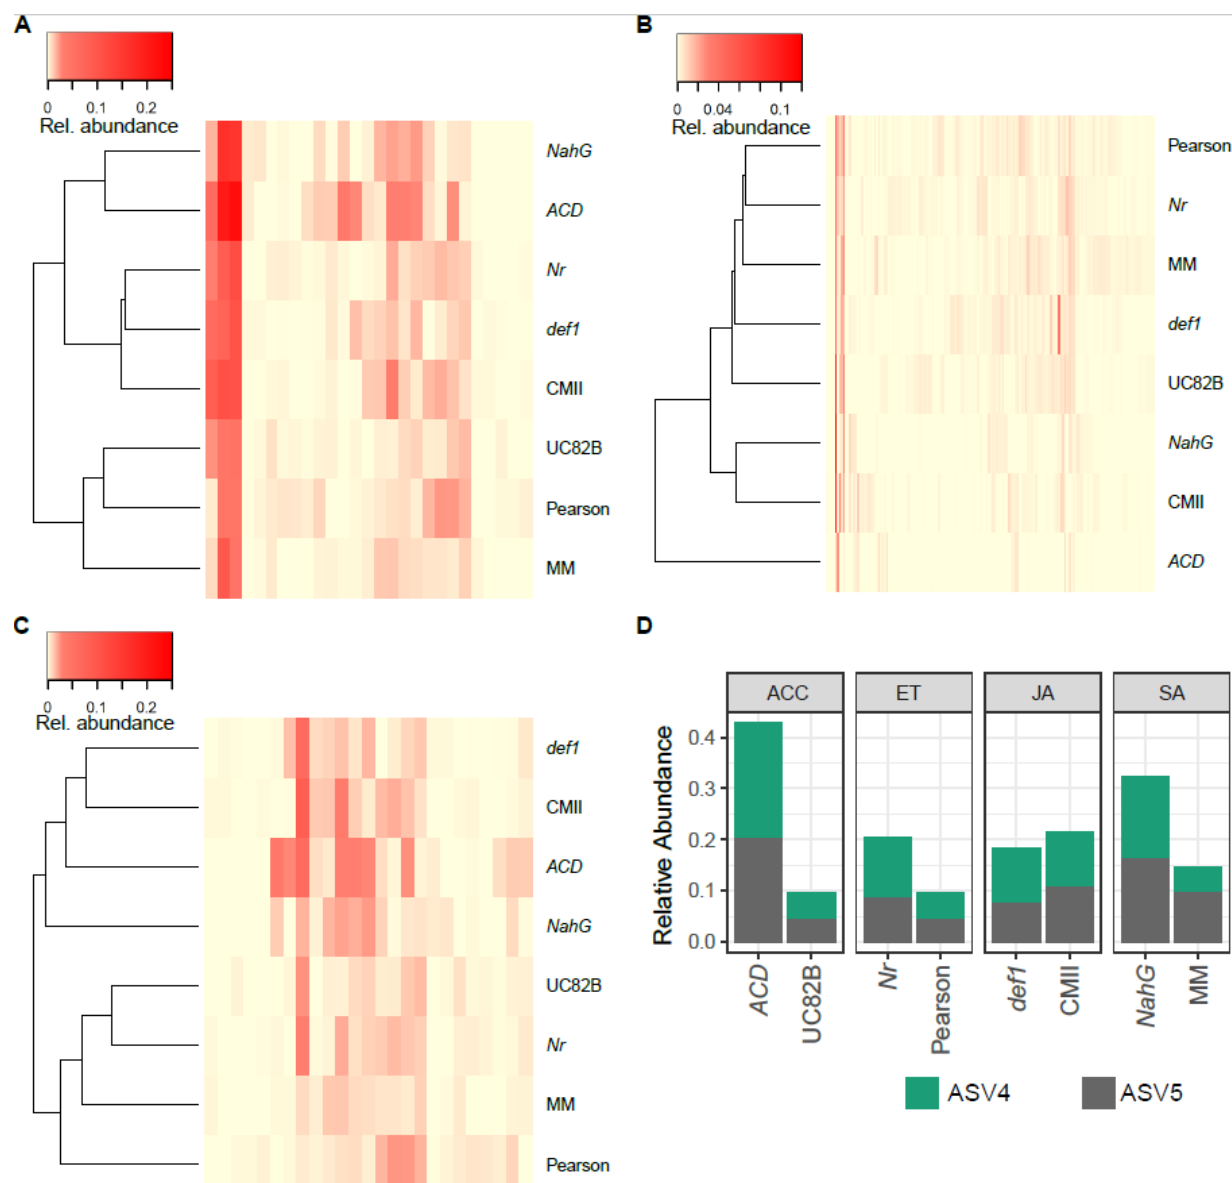 A
0 0.1 0.2
Rel. abundance
NahG
ACD
Nr
def1
CMII
UC82B
Pearson
MM
B
0 0.04 0.1
Rel. abundance
Pearson
Nr
MM
def1
UC82B
NahG
CMII
ACD
C
0 0.1 0.2
Rel. abundance
def1
CMII
ACD
NahG
UC82B
Nr
MM
Pearson
D
ACC ET JA SA
Relative Abundance
0.4
0.3
0.2
0.1
0.0
ACD UC82B Nr Pearson def1 CMII NahG MM
ASV4 ASV5